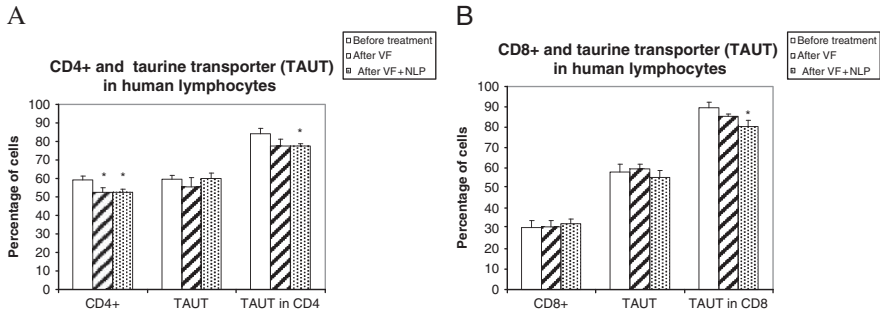 A
Before treatment
After VF
After VF+NLP
CD4+ and taurine transporter (TAUT)
in human lymphocytes
Percentage of cells
100
90
80
70
60
50
40
30
20
10
0
* *
*
CD4+ TAUT TAUT in CD4
B
Before treatment
After VF
After VF+NLP
CD8+ and taurine transporter (TAUT)
in human lymphocytes
Percentage of cells
100
90
80
70
60
50
40
30
20
10
0
*
CD8+ TAUT TAUT in CD8